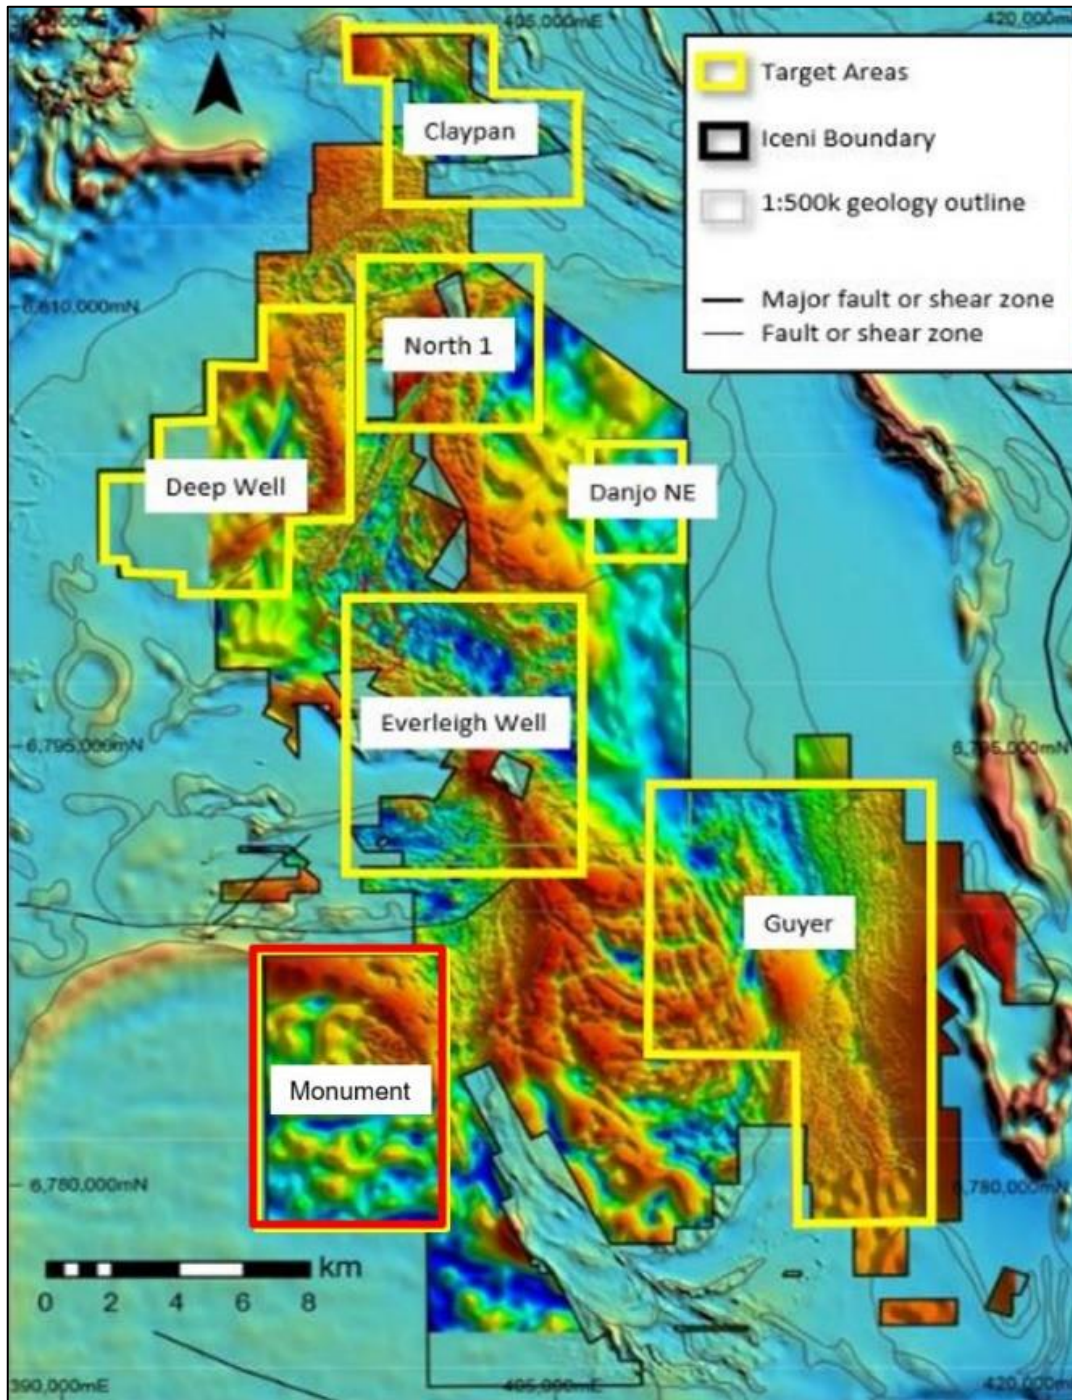 405,000mE
420,000mE
N
Target Areas
Iceni Boundary
1:500k geology outline
Major fault or shear zone
Fault or shear zone
Claypan
6,810,000mN
North 1
Deep Well
Danjo NE
Everleigh Well
6,795,000mN
6,795,000mN
Guyer
Monument
6,780,000mN
6,780,000mN
km
0 2 4 6 8
390,000mE
405,000mE
420,000mE